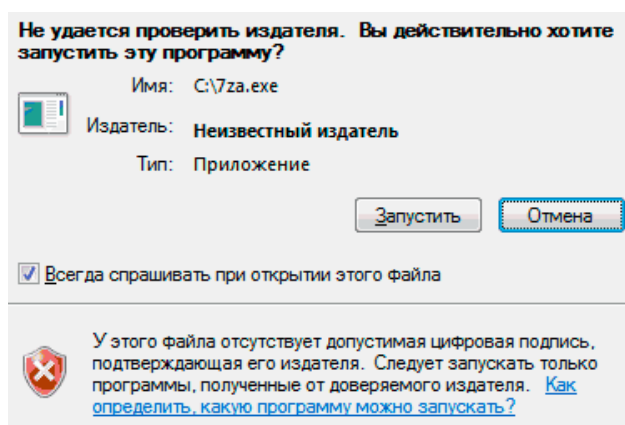 Не удается проверить издателя. Вы действительно хотите
запустить эту программу?
Имя: C:\7za.exe
Издатель: Неизвестный издатель
Тип: Приложение
Запустить Отмена
Всегда спрашивать при открытии этого файла
У этого файла отсутствует допустимая цифровая подпись,
подтверждающая его издателя. Следует запускать только
программы, полученные от доверяемого издателя. Как
определить, какую программу можно запускать?